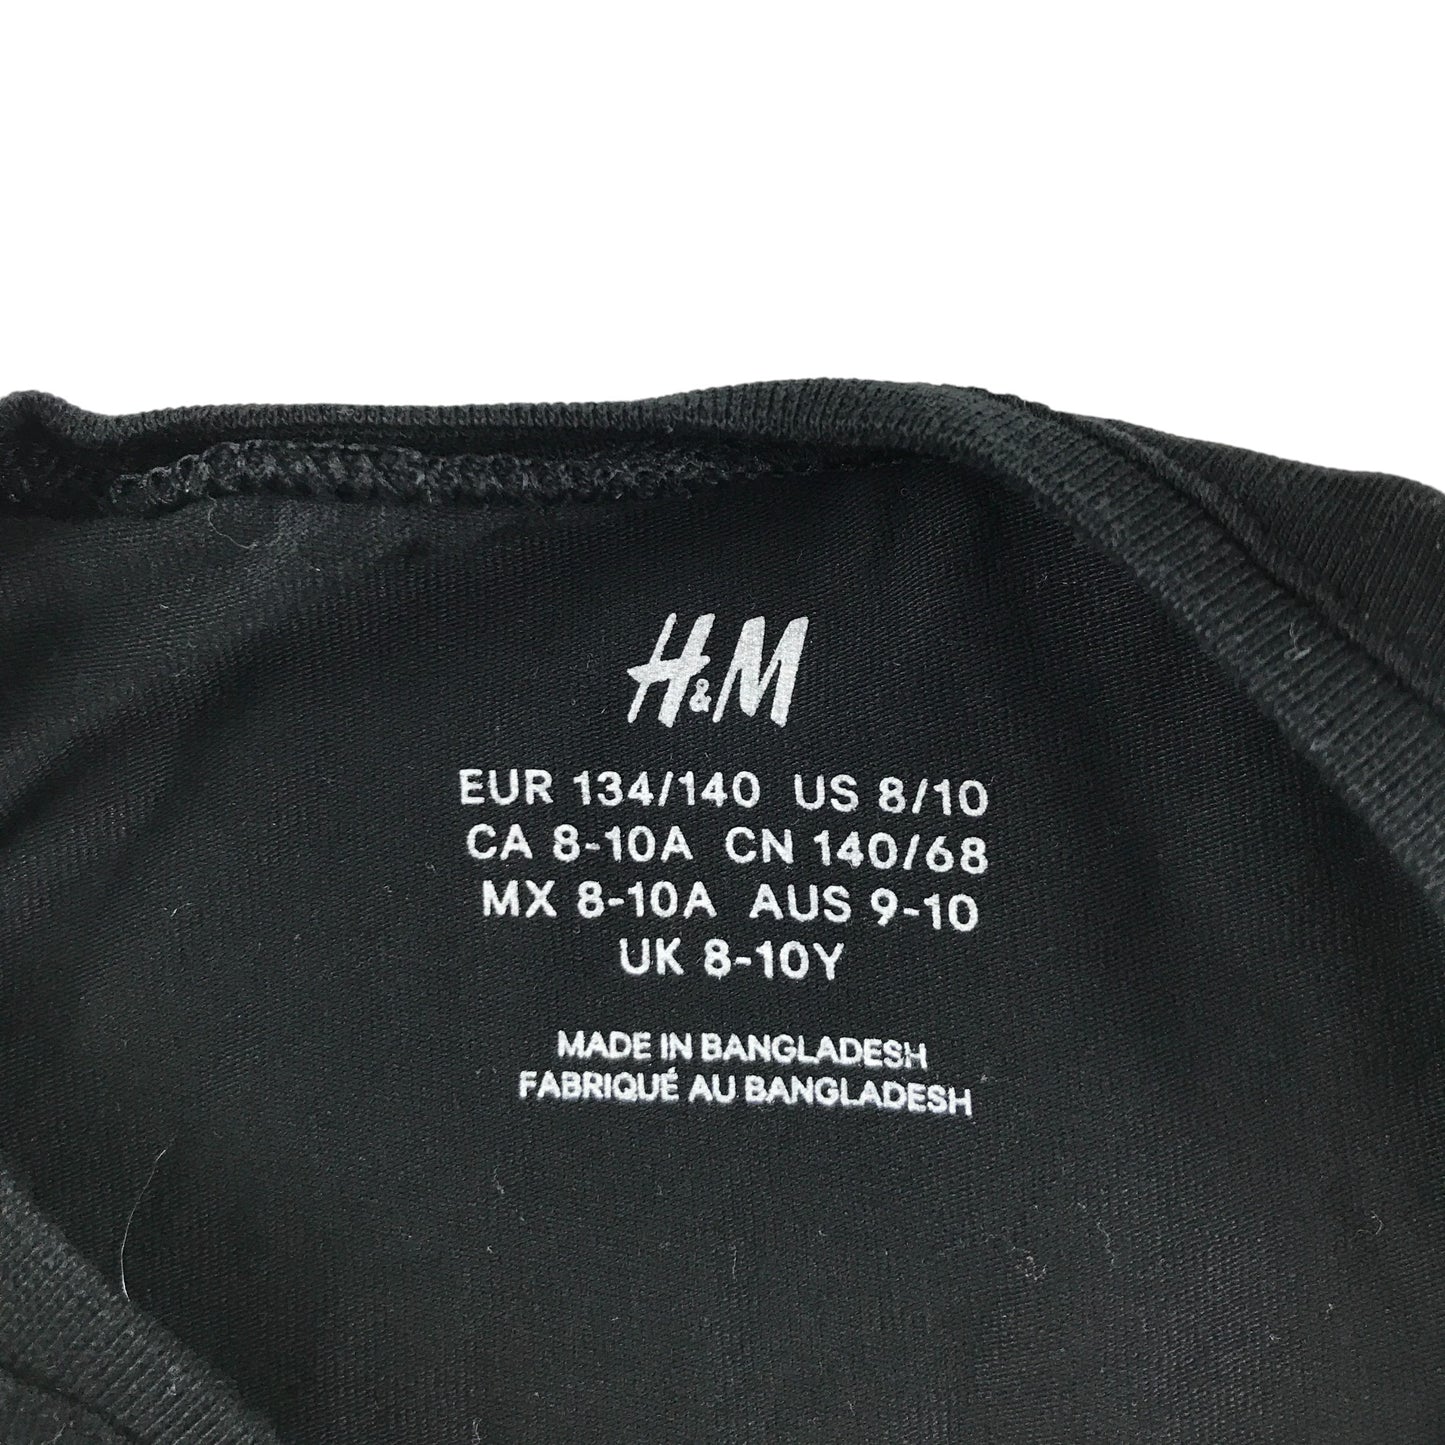 H&M
EUR 134/140 US 8/10
CA 8-10A CN 140/68
MX 8-10A AUS 9-10
UK 8-10Y
MADE IN BANGLADESH
FABRIQUÉ AU BANGLADESH